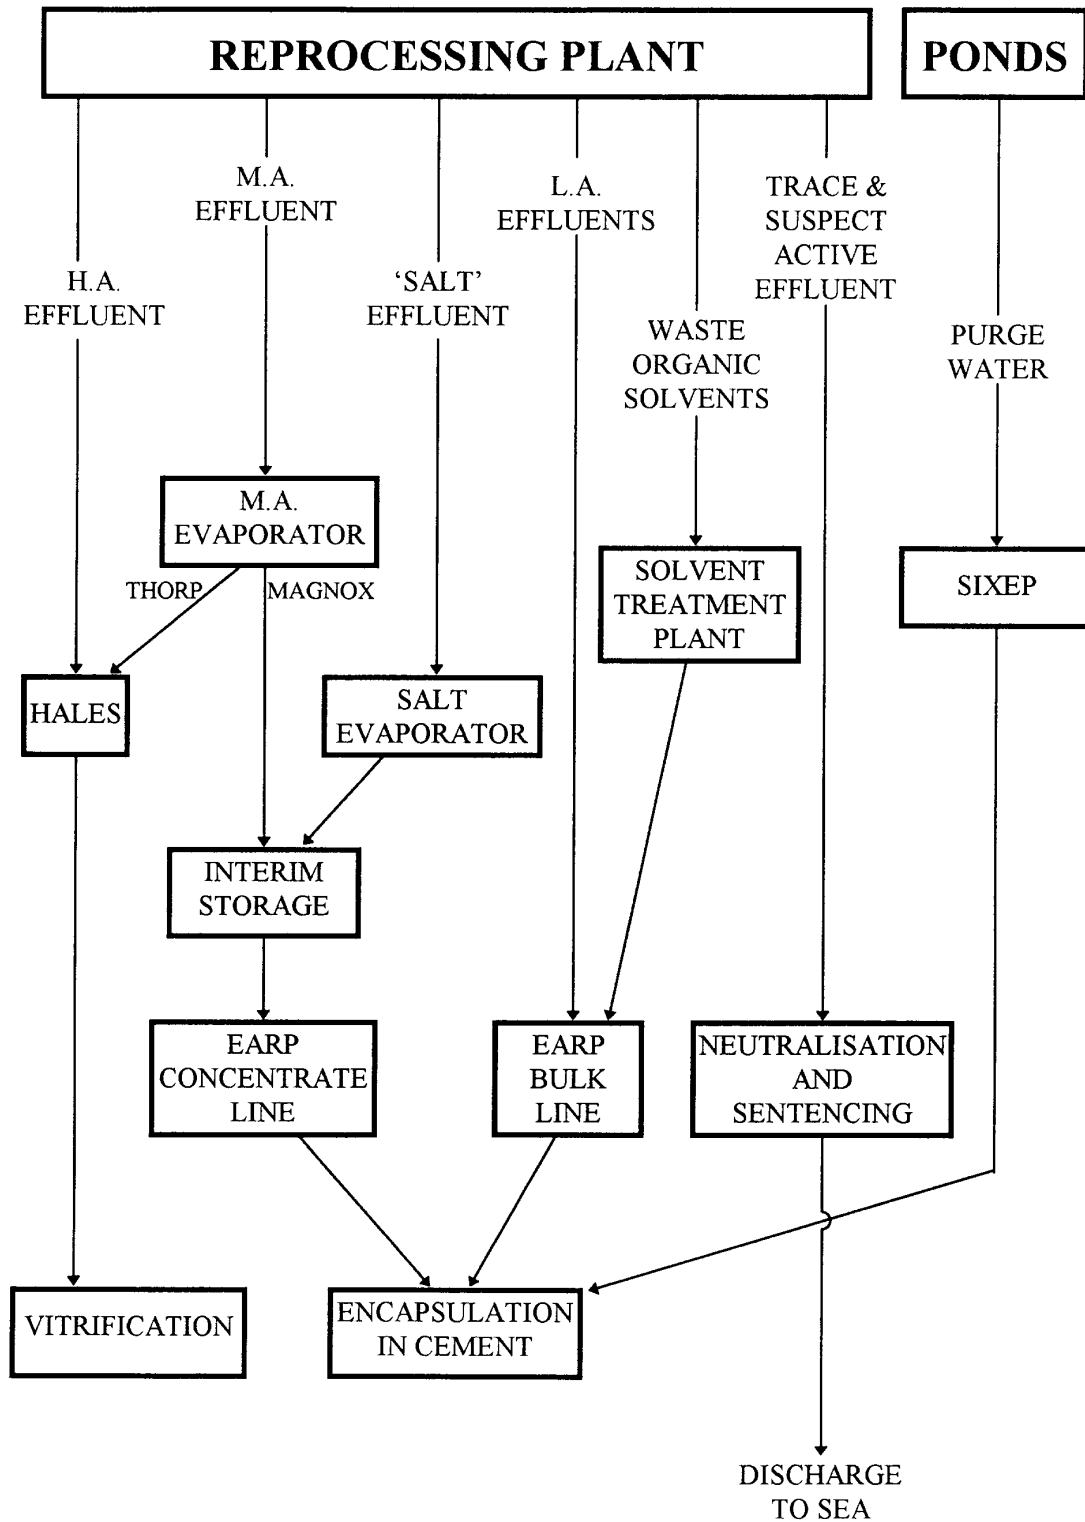 REPROCESSING PLANT
PONDS
M.A.
EFFLUENT
L.A.
EFFLUENTS
TRACE &
SUSPECT
ACTIVE
EFFLUENT
H.A.
EFFLUENT
‘SALT’
EFFLUENT
WASTE
ORGANIC
SOLVENTS
PURGE
WATER
M.A.
EVAPORATOR
THORP
MAGNOX
SOLVENT
TREATMENT
PLANT
SIXEP
HALES
SALT
EVAPORATOR
INTERIM
STORAGE
EARP
CONCENTRATE
LINE
EARP
BULK
LINE
NEUTRALISATION
AND
SENTENCING
VITRIFICATION
ENCAPSULATION
IN CEMENT
DISCHARGE
TO SEA